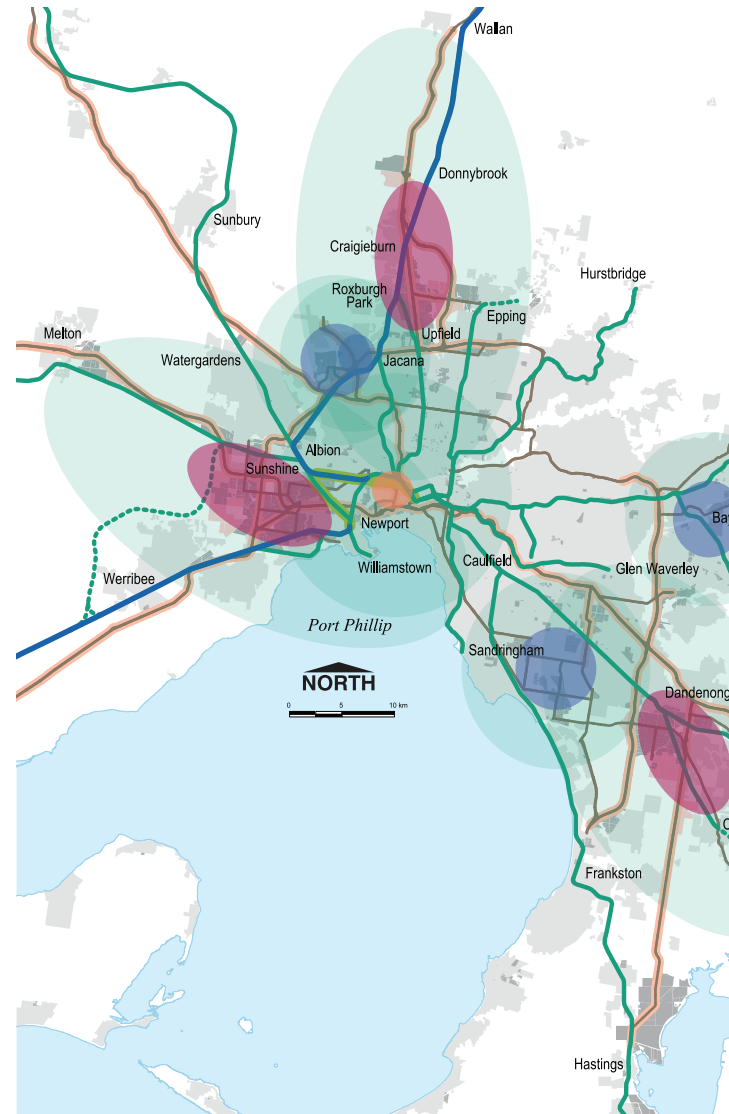 Wallan
Donnybrook
Sunbury
Craigieburn
Hurstbridge
Roxburgh
Park
Epping
Melton
Upfield
Watergardens
Jacana
Albion
Sunshine
Bay
Newport
Caulfield
Williamstown
Glen Waverley
Werribee
Port Phillip
Sandringham
NORTH
Dandenong
0 5 10 km
C
Frankston
Hastings